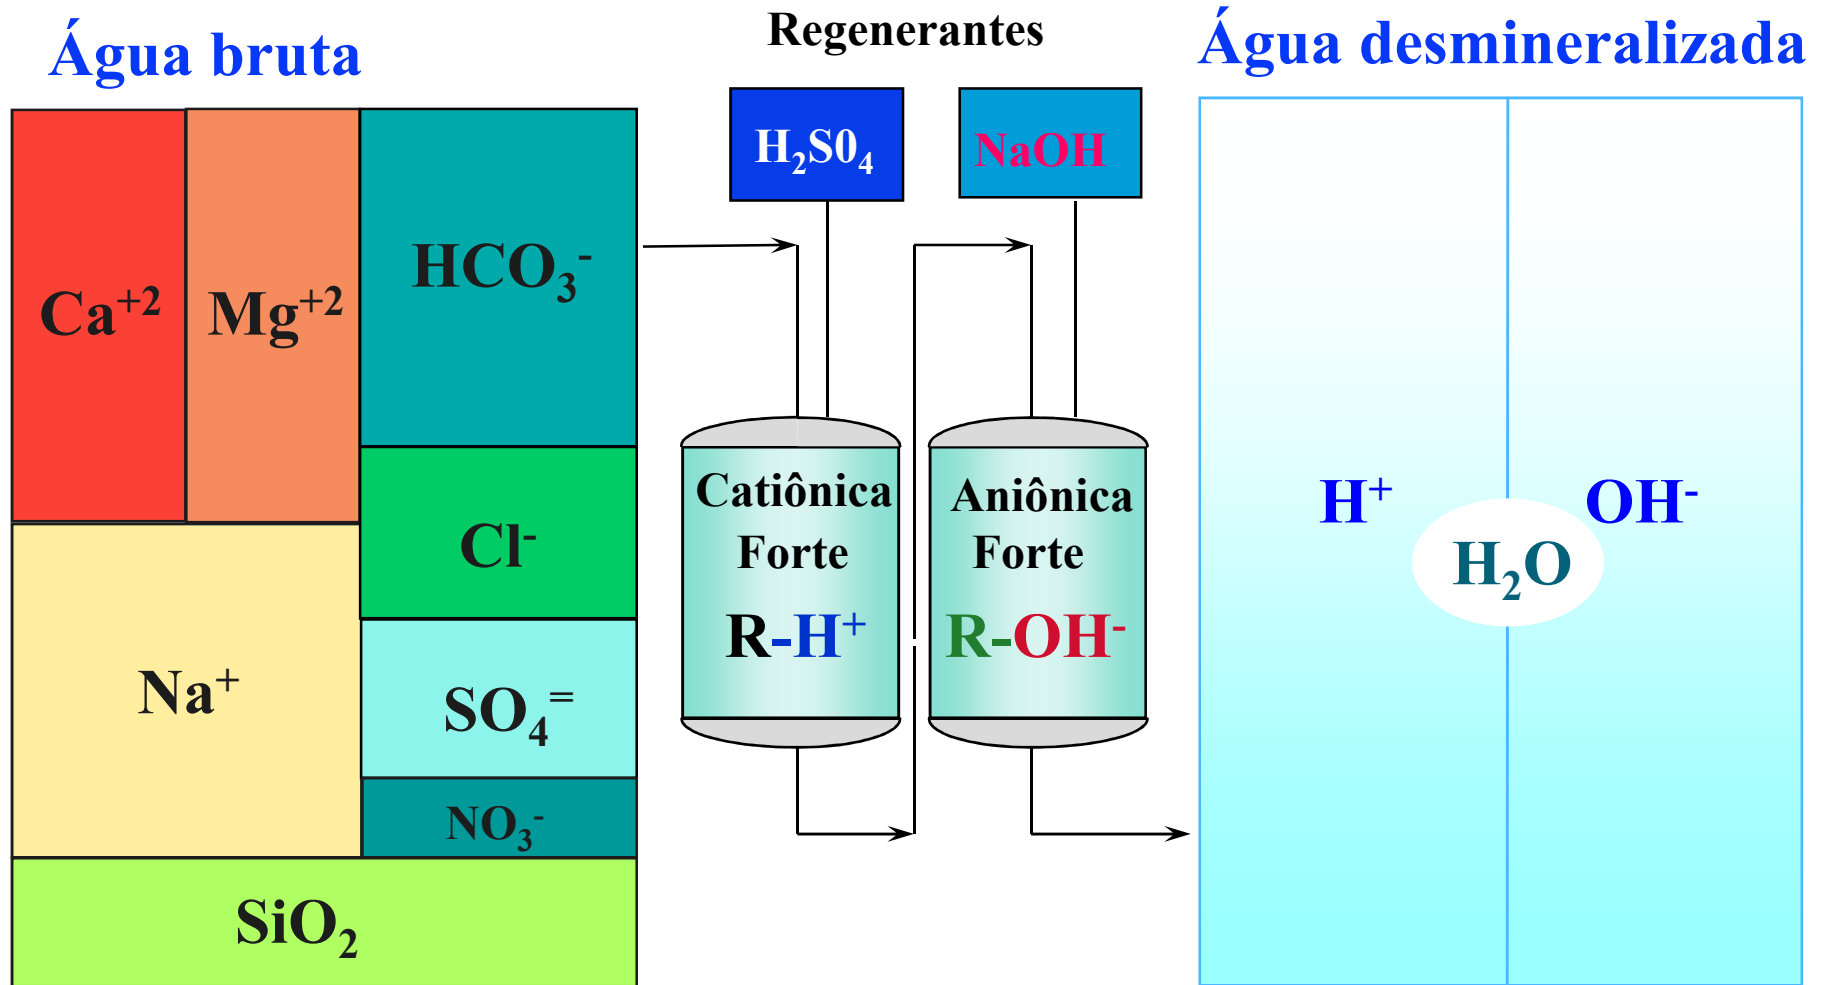 Água bruta
Regenerantes
Água desmineralizada
Ca⁺²
Mg⁺²
HCO₃⁻
Cl⁻
Na⁺
SO₄⁼
NO₃⁻
SiO₂
H₂S0₄
NaOH
Catiônica
Forte
R-H⁺
Aniônica
Forte
R-OH⁻
H⁺
OH⁻
H₂O